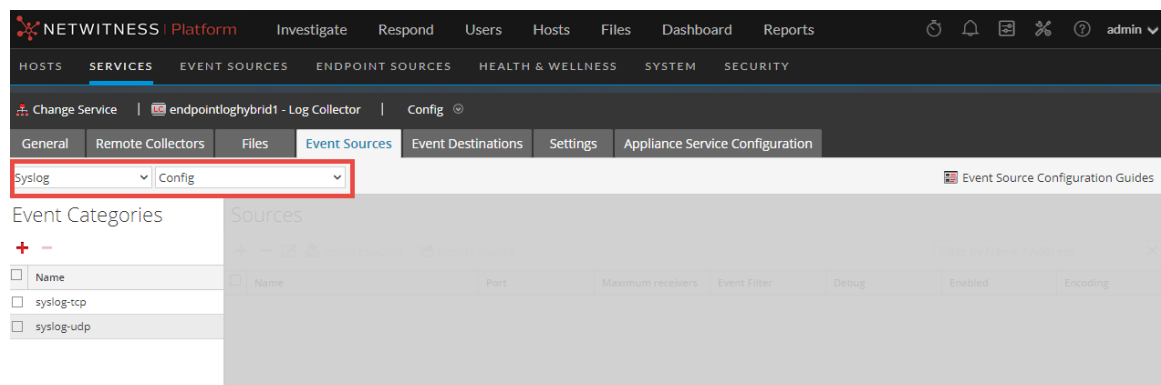 NETWITNESS | Platform Investigate Respond Users Hosts Files Dashboard Reports admin
HOSTS SERVICES EVENT SOURCES ENDPOINT SOURCES HEALTH & WELLNESS SYSTEM SECURITY
Change Service | LC endpointloghybrid1 - Log Collector | Config
General Remote Collectors Files Event Sources Event Destinations Settings Appliance Service Configuration
Syslog Config Event Source Configuration Guides
Event Categories Sources
Name Name Port Maximum receivers Event Filter Debug Enabled Encoding
syslog-tcp
syslog-udp